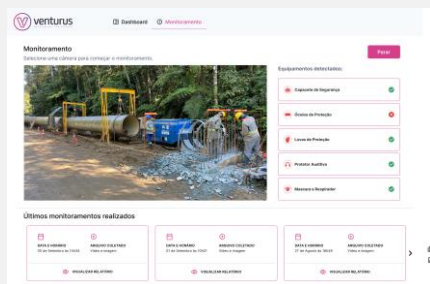 venturus
Dashboard
Monitoramento
Monitoramento
Selecione uma câmera para começar o monitoramento.
Parar
Equipamentos detectados:
Capacete de Segurança
Óculos de Proteção
Luvas de Proteção
Protetor Auditivo
Máscara e Respirador
Últimos monitoramentos realizados
DATA E HORÁRIO
ARQUIVO COLETADO
Vídeo e imagem
VISUALIZAR RELATÓRIO
DATA E HORÁRIO
ARQUIVO COLETADO
Vídeo e imagem
VISUALIZAR RELATÓRIO
DATA E HORÁRIO
ARQUIVO COLETADO
Vídeo e imagem
VISUALIZAR RELATÓRIO